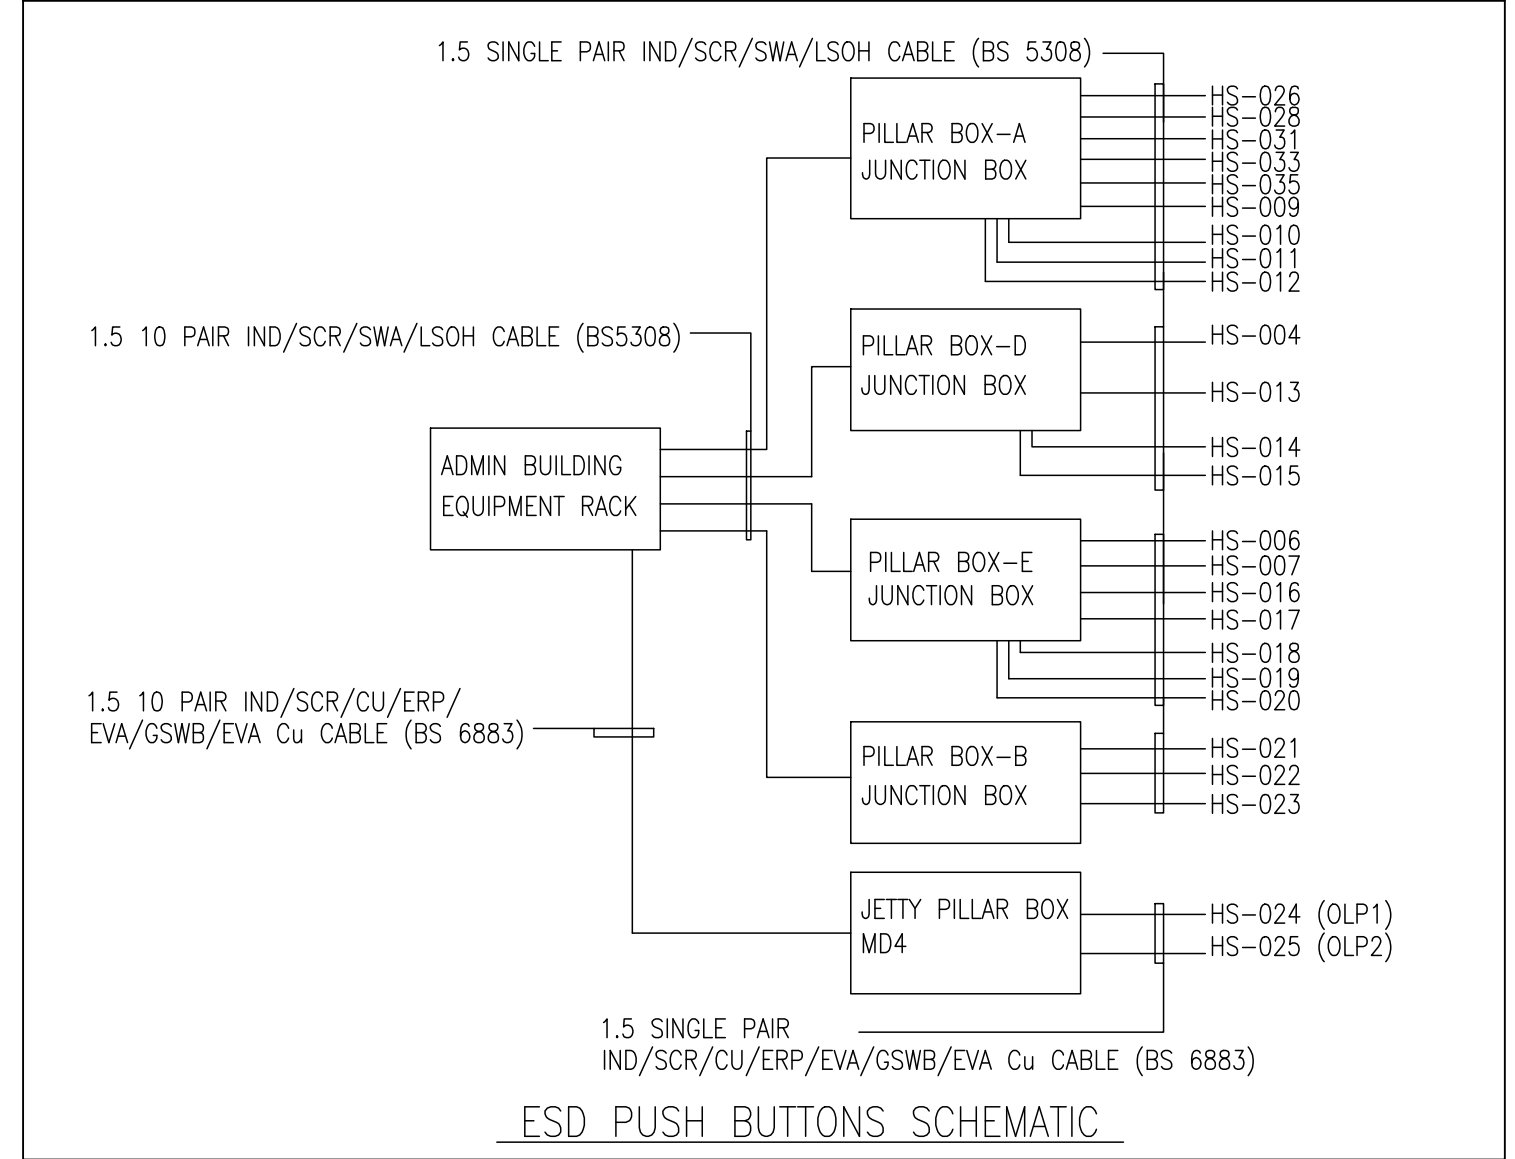 1.5 SINGLE PAIR IND/SCR/SWA/LSOH CABLE (BS 5308)
PILLAR BOX-A
JUNCTION BOX
HS-026
HS-028
HS-031
HS-033
HS-035
HS-009
HS-010
HS-011
HS-012
1.5 10 PAIR IND/SCR/SWA/LSOH CABLE (BS5308)
PILLAR BOX-D
JUNCTION BOX
HS-004
HS-013
HS-014
HS-015
ADMIN BUILDING
EQUIPMENT RACK
PILLAR BOX-E
JUNCTION BOX
HS-006
HS-007
HS-016
HS-017
HS-018
HS-019
HS-020
1.5 10 PAIR IND/SCR/CU/ERP/
EVA/GSWB/EVA Cu CABLE (BS 6883)
PILLAR BOX-B
JUNCTION BOX
HS-021
HS-022
HS-023
JETTY PILLAR BOX
MD4
HS-024 (OLP1)
HS-025 (OLP2)
1.5 SINGLE PAIR
IND/SCR/CU/ERP/EVA/GSWB/EVA Cu CABLE (BS 6883)
ESD PUSH BUTTONS SCHEMATIC